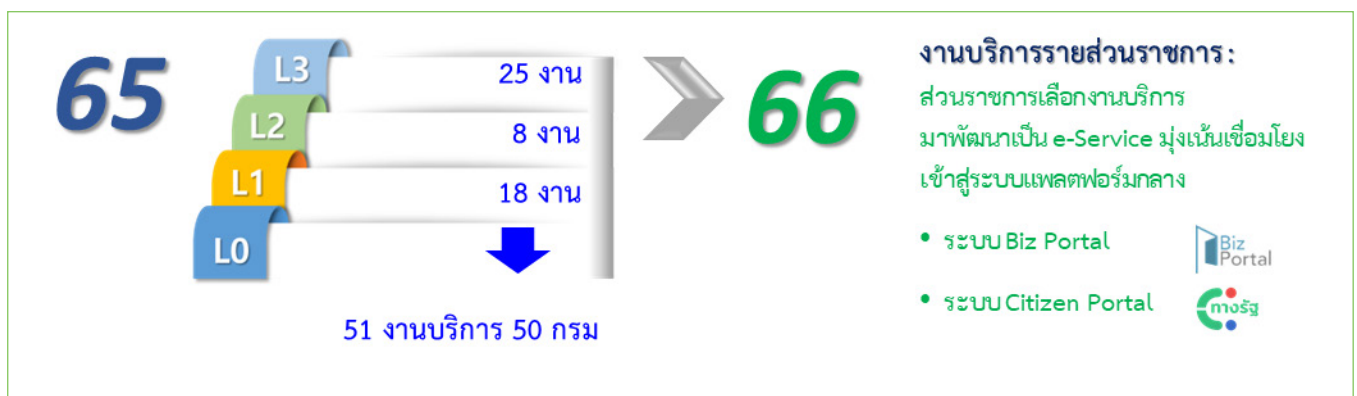 65
L3
25 งาน
L2
8 งาน
L1
18 งาน
L0
51 งานบริการ 50 กรม
66
งานบริการรายส่วนราชการ :
ส่วนราชการเลือกงานบริการ
มาพัฒนาเป็น e-Service มุ่งเน้นเชื่อมโยง
เข้าสู่ระบบแพลตฟอร์มกลาง
• ระบบ Biz Portal
Biz
Portal
• ระบบ Citizen Portal
ทางรัฐ